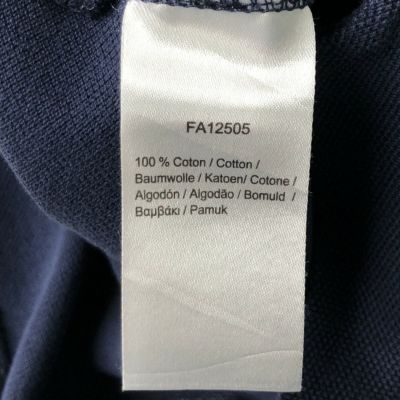 FA12505
100 % Coton / Cotton /
Baumwolle / Katoen/ Cotone /
Algodón / Algodão / Bomuld /
Βαμβάκι / Pamuk